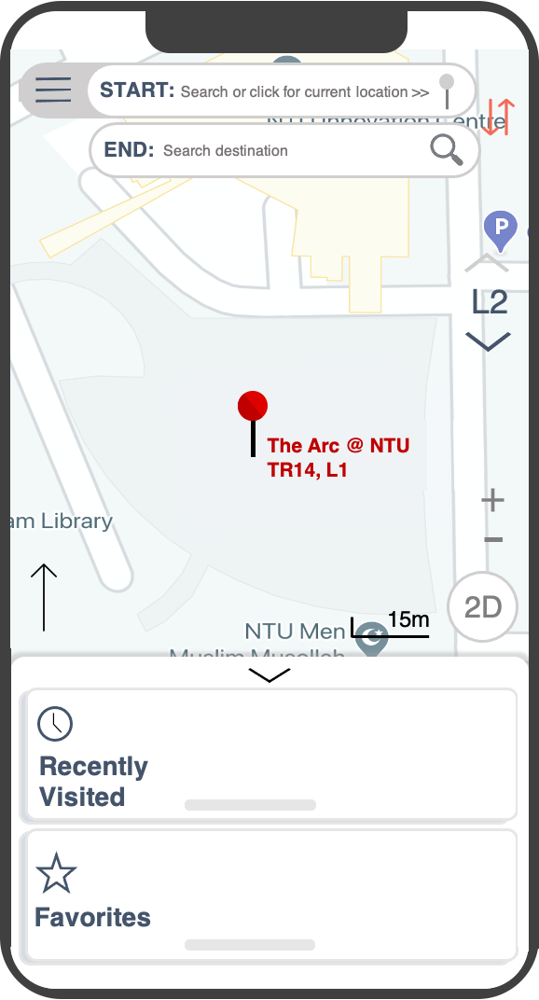 START: Search or click for current location >>
NTU Innovation Centre
END: Search destination
P
L2
The Arc @ NTU
TR14, L1
am Library
2D
15m
NTU Men
Muslim Musollah
Recently
Visited
Favorites